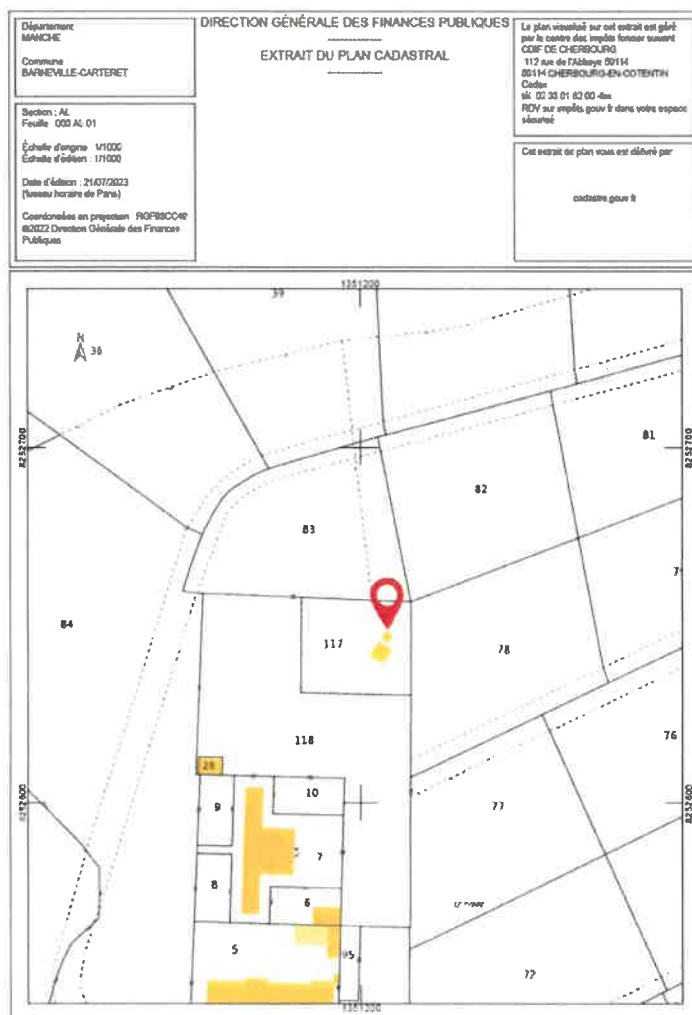 Département
MANCHE
Commune
BARNEVILLE-CARTERET
Section : AL
Feuille 000 AL 01
Échelle d'origine 1/1000
Échelle d'édition : 1/1000
Date d'édition : 21/07/2023
(fuseau horaire de Paris)
Coordonnées en projection RGF93CC49
©2022 Direction Générale des Finances
Publiques
DIRECTION GÉNÉRALE DES FINANCES PUBLIQUES
EXTRAIT DU PLAN CADASTRAL
Le plan visualisé sur cet extrait est géré
par le centre des impôts foncier suivant
CDIF DE CHERBOURG
112 rue de l'Abbaye 50114
50114 CHERBOURG-EN-COTENTIN
Cedex
tél. 02 33 01 62 00 -fax
RDV sur impôts gouv fr dans votre espace
sécurisé
Cet extrait de plan vous est délivré par
cadastre gouv fr
1351200
39
N
36
8252700
8252700
81
82
83
84
117
78
118
76
28
10
9
77
8252600
8252600
7
8
6
5
95
72
1351200